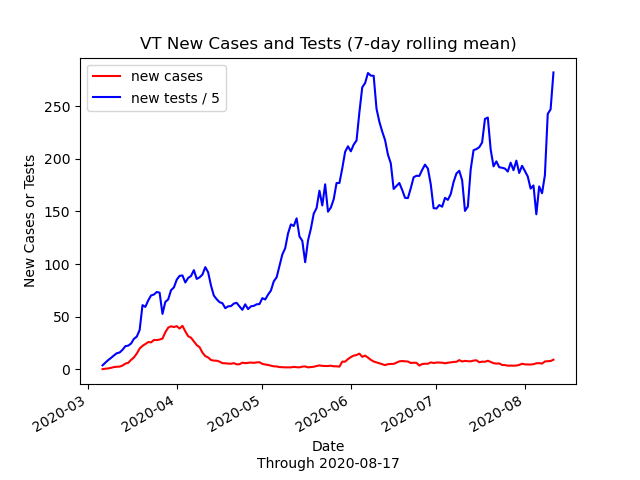 VT New Cases and Tests (7-day rolling mean)
new cases
new tests / 5
New Cases or Tests
250
200
150
100
50
0
2020-03
2020-04
2020-05
2020-06
2020-07
2020-08
Date
Through 2020-08-17